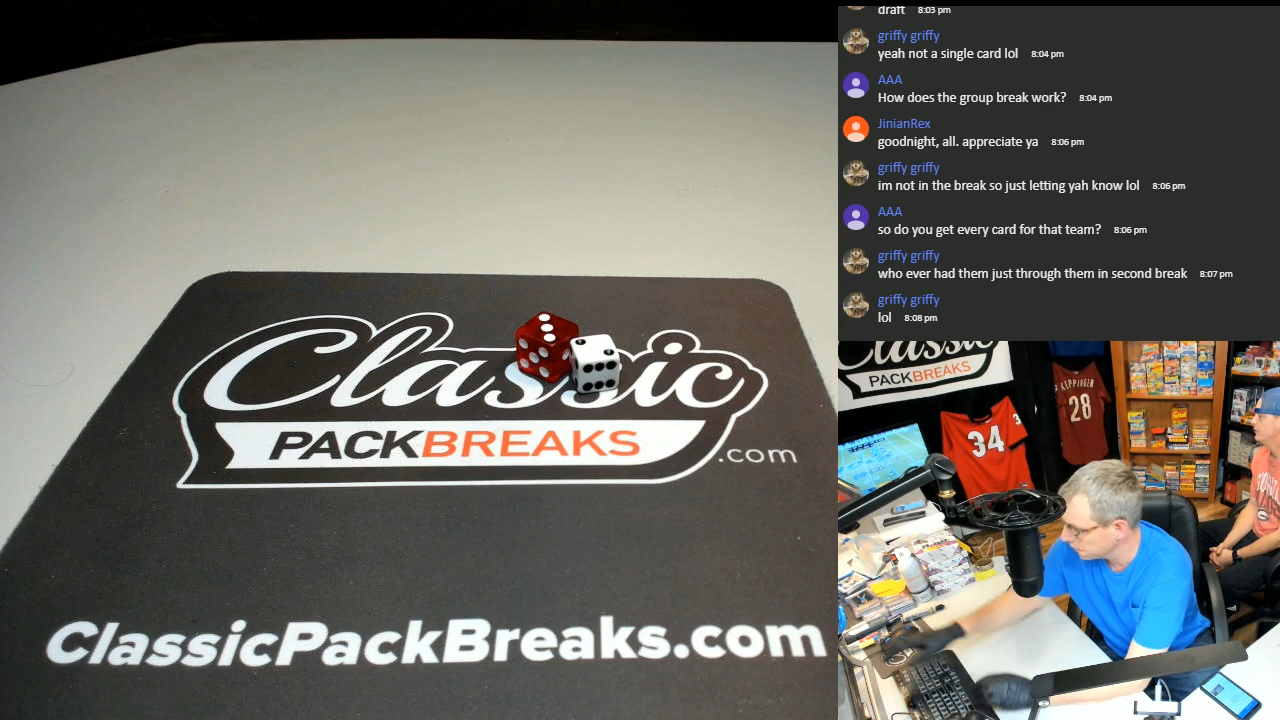 draft 8:03 pm
griffy griffy
yeah not a single card lol 8:04 pm
AAA
How does the group break work? 8:04 pm
JinianRex
goodnight, all. appreciate ya 8:06 pm
griffy griffy
im not in the break so just letting yah know lol 8:06 pm
AAA
so do you get every card for that team? 8:06 pm
griffy griffy
who ever had them just through them in second break 8:07 pm
griffy griffy
lol 8:08 pm
Classic
PACKBREAKS
.com
ClassicPackBreaks.com
Classic
PACKBREAKS
34
3
KEPPINGER
28